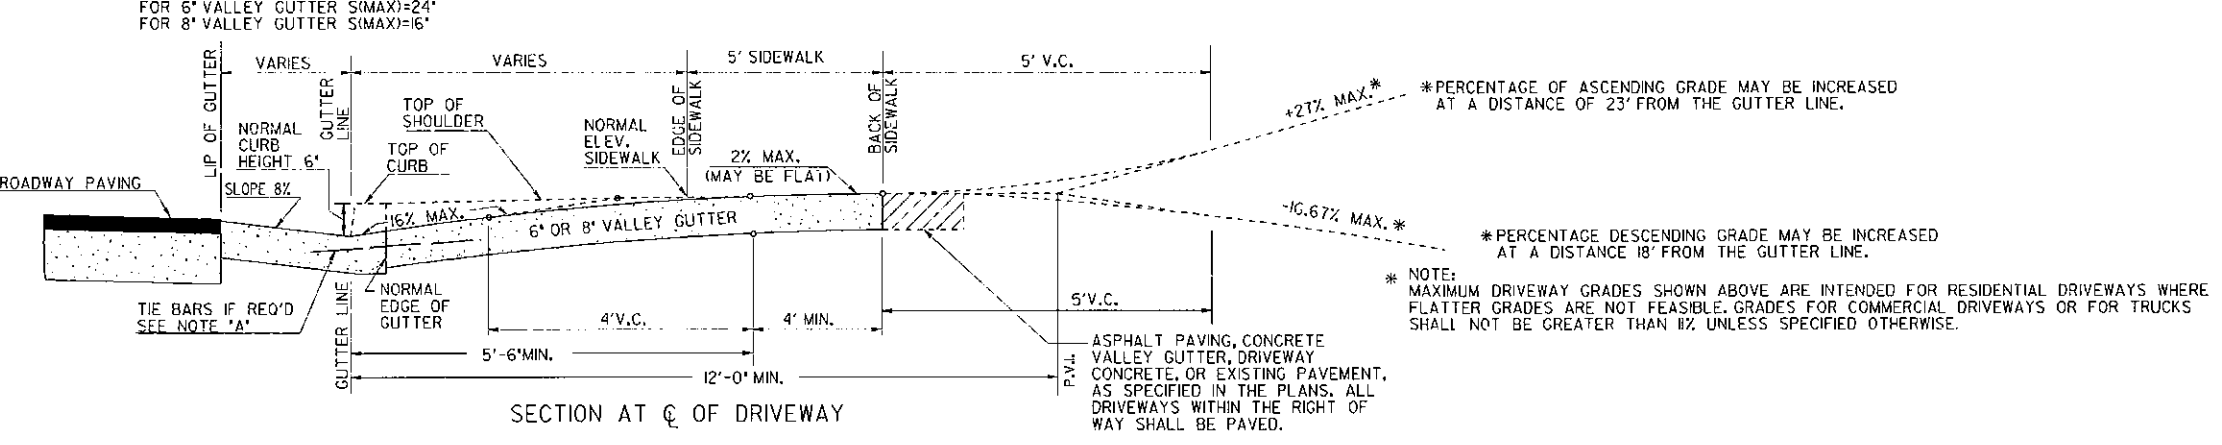 FOR 6" VALLEY GUTTER S(MAX)=24"
FOR 8" VALLEY GUTTER S(MAX)=16"
LIP OF GUTTER
VARIES
GUTTER
LINE
VARIES
EDGE OF
SIDEWALK
5' SIDEWALK
BACK OF
SIDEWALK
5' V.C.
+27% MAX.*
*PERCENTAGE OF ASCENDING GRADE MAY BE INCREASED
AT A DISTANCE OF 23' FROM THE GUTTER LINE.
NORMAL
CURB
HEIGHT 6"
TOP OF
SHOULDER
TOP OF
CURB
NORMAL
ELEV.
SIDEWALK
2% MAX.
(MAY BE FLAT)
ROADWAY PAVING
SLOPE 8%
16% MAX.
6" OR 8" VALLEY GUTTER
-16.67% MAX. *
*PERCENTAGE DESCENDING GRADE MAY BE INCREASED
AT A DISTANCE 18' FROM THE GUTTER LINE.
* NOTE:
MAXIMUM DRIVEWAY GRADES SHOWN ABOVE ARE INTENDED FOR RESIDENTIAL DRIVEWAYS WHERE
FLATTER GRADES ARE NOT FEASIBLE. GRADES FOR COMMERCIAL DRIVEWAYS OR FOR TRUCKS
SHALL NOT BE GREATER THAN 11% UNLESS SPECIFIED OTHERWISE.
TIE BARS IF REQ'D
SEE NOTE "A"
GUTTER LINE
NORMAL
EDGE OF
GUTTER
4'V.C.
4' MIN.
5'V.C.
5'-6"MIN.
12'-0" MIN.
P.V.I.
ASPHALT PAVING, CONCRETE
VALLEY GUTTER, DRIVEWAY
CONCRETE, OR EXISTING PAVEMENT,
AS SPECIFIED IN THE PLANS. ALL
DRIVEWAYS WITHIN THE RIGHT OF
WAY SHALL BE PAVED.
SECTION AT ℄ OF DRIVEWAY